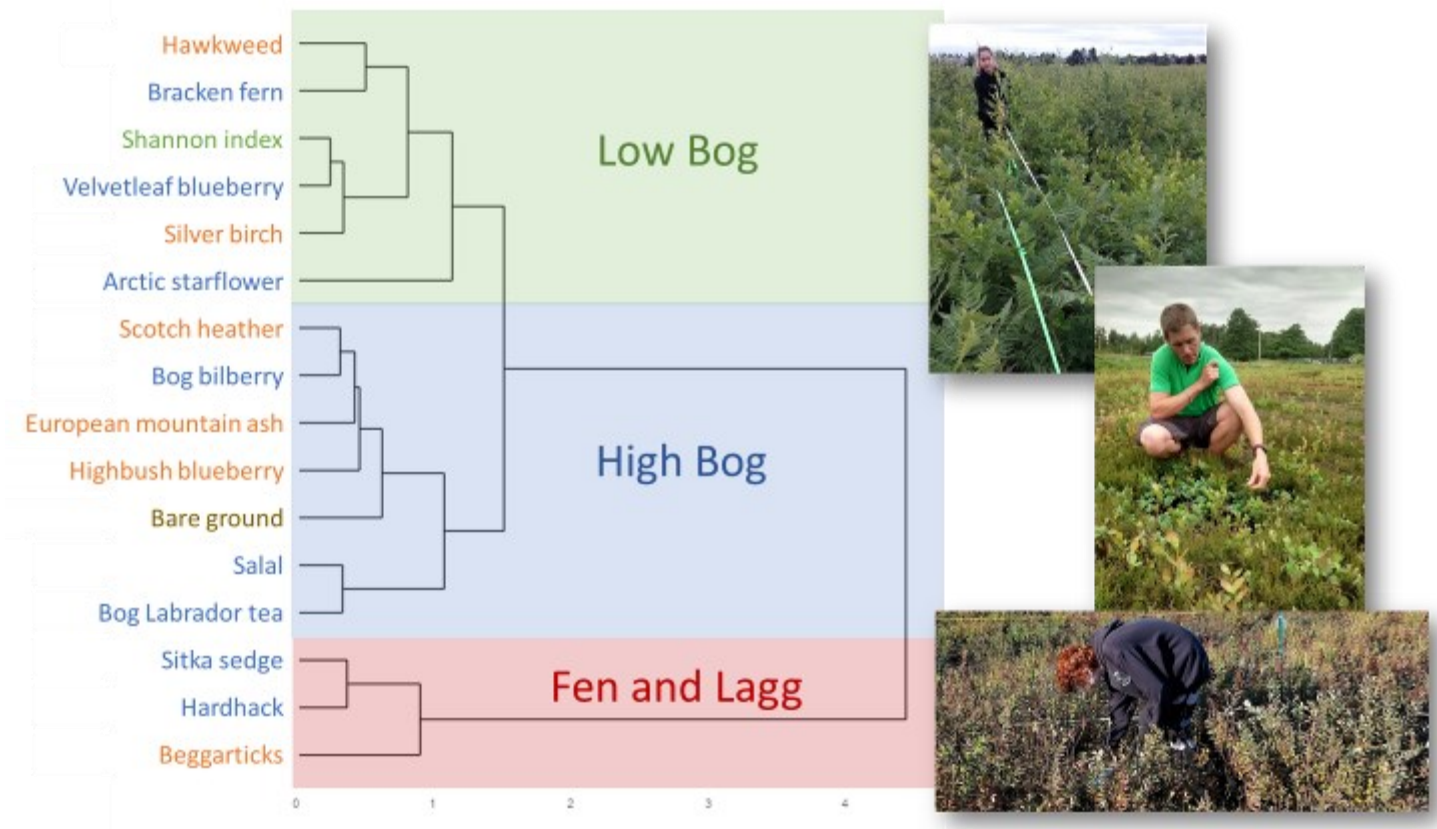 Hawkweed
Bracken fern
Shannon index
Velvetleaf blueberry
Silver birch
Arctic starflower
Low Bog
Scotch heather
Bog bilberry
European mountain ash
Highbush blueberry
Bare ground
Salal
Bog Labrador tea
High Bog
Sitka sedge
Hardhack
Beggarticks
Fen and Lagg
0 1 2 3 4